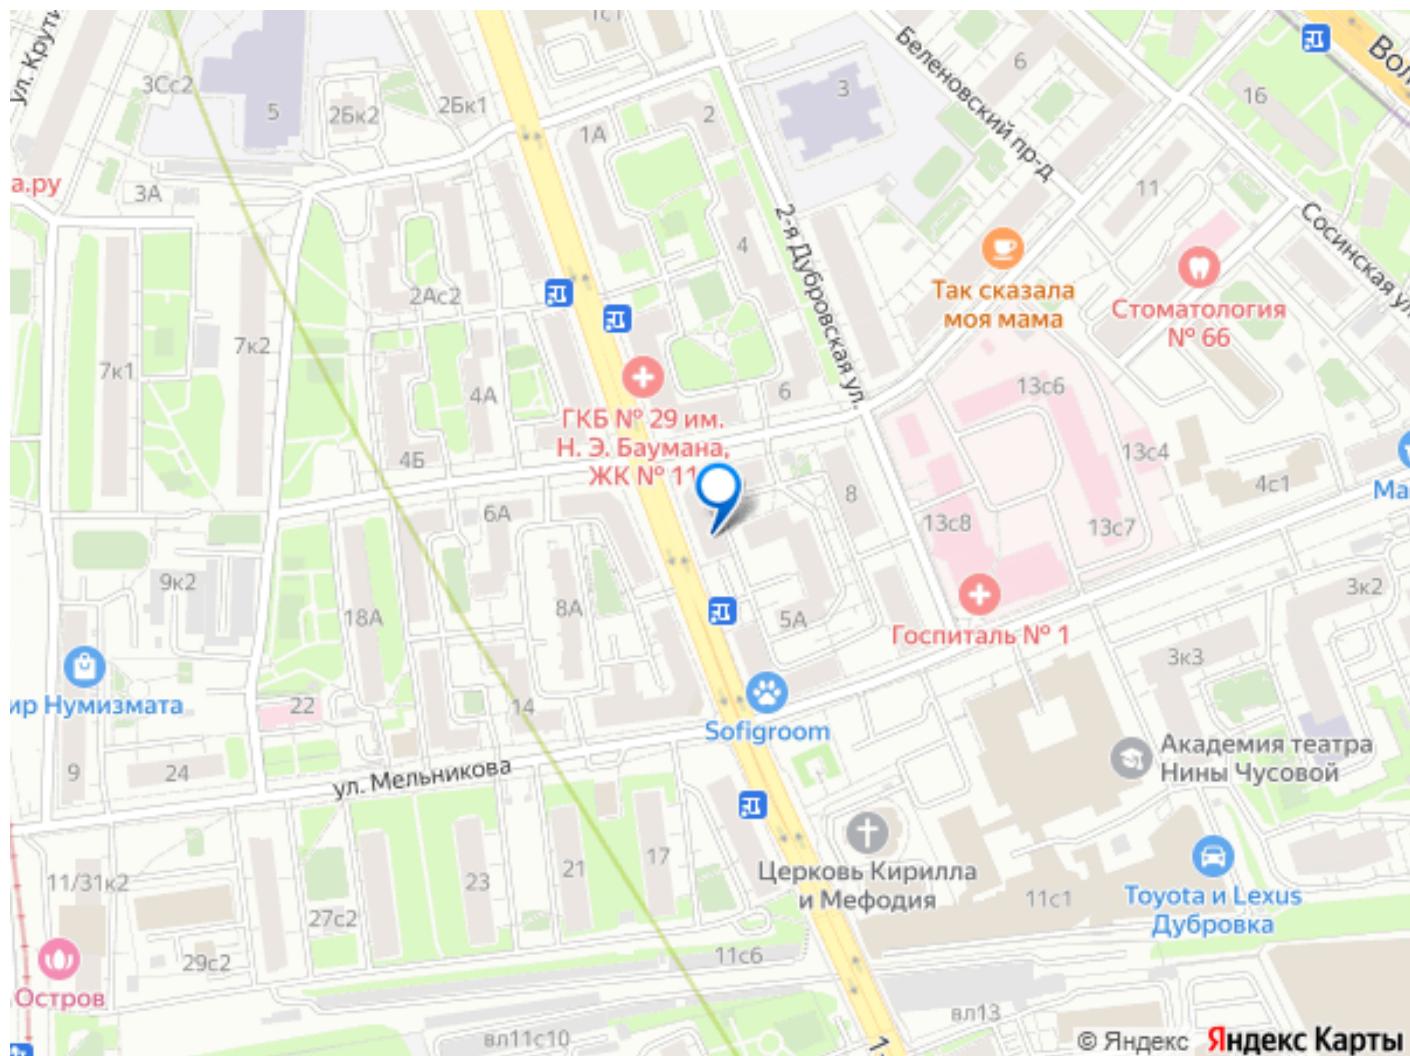 ул. Крути
1с1
3Сс2
5
2Бк2
2Бк1
1А
2
3
Беленовский пр-д
6
16
Вол
а.ру
3А
11
2-я Дубровская ул.
4
Сосинская ул.
2Ас2
Так сказала
моя мама
Стоматология
№ 66
7к1
7к2
4А
6
13с6
ГКБ № 29 им.
Н. Э. Баумана,
ЖК № 11
4Б
13с4
8
4с1
Ма
6А
13с8
13с7
9к2
18А
8А
5А
3к2
Госпиталь № 1
3к3
ир Нумизмата
22
14
Sofigroom
Академия театра
Нины Чусовой
9
24
ул. Мельникова
11/31к2
23
21
17
Церковь Кирилла
и Мефодия
11с1
Toyota и Lexus
Дубровка
27с2
29с2
11с6
Остров
вл11с10
вл13
1-
© Яндекс Яндекс Карты